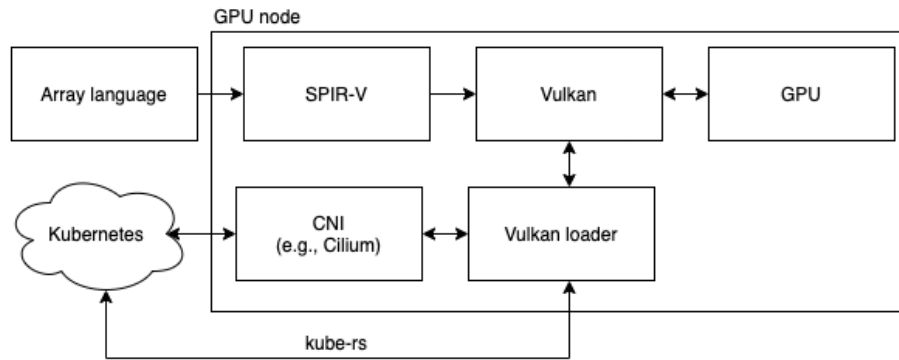 GPU node
Array language
SPIR-V
Vulkan
GPU
Kubernetes
CNI
(e.g., Cilium)
Vulkan loader
kube-rs